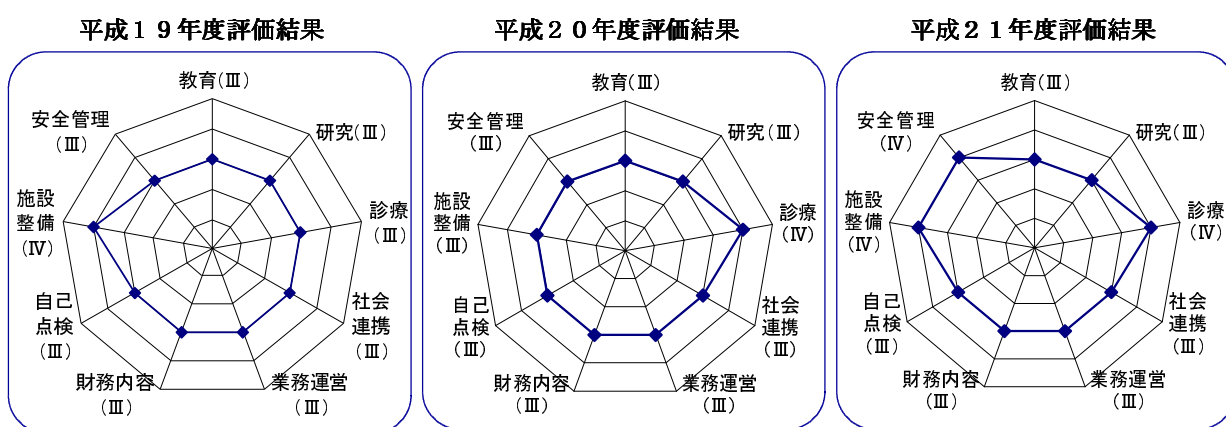 平成１９年度評価結果
教育(Ⅲ)
研究(Ⅲ)
診療
(Ⅲ)
社会
連携
(Ⅲ)
業務運営
(Ⅲ)
財務内容
(Ⅲ)
自己
点検
(Ⅲ)
施設
整備
(Ⅳ)
安全管理
(Ⅲ)
平成２０年度評価結果
教育(Ⅲ)
研究(Ⅲ)
診療
(Ⅳ)
社会
連携
(Ⅲ)
業務運営
(Ⅲ)
財務内容
(Ⅲ)
自己
点検
(Ⅲ)
施設
整備
(Ⅲ)
安全管理
(Ⅲ)
平成２１年度評価結果
教育(Ⅲ)
研究(Ⅲ)
診療
(Ⅳ)
社会
連携
(Ⅲ)
業務運営
(Ⅲ)
財務内容
(Ⅲ)
自己
点検
(Ⅲ)
施設
整備
(Ⅳ)
安全管理
(Ⅳ)